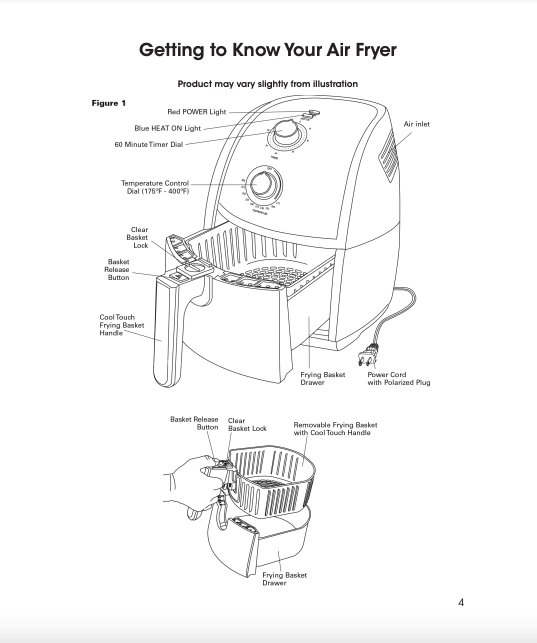 Getting to Know Your Air Fryer
Product may vary slightly from illustration
Figure 1
Red POWER Light
Blue HEAT ON Light
60 Minute Timer Dial
Air inlet
Temperature Control
Dial (175°F - 400°F)
Clear
Basket
Lock
Basket
Release
Button
Cool Touch
Frying Basket
Handle
Frying Basket
Drawer
Power Cord
with Polarized Plug
Basket Release
Button
Clear
Basket Lock
Removable Frying Basket
with Cool Touch Handle
Frying Basket
Drawer
4